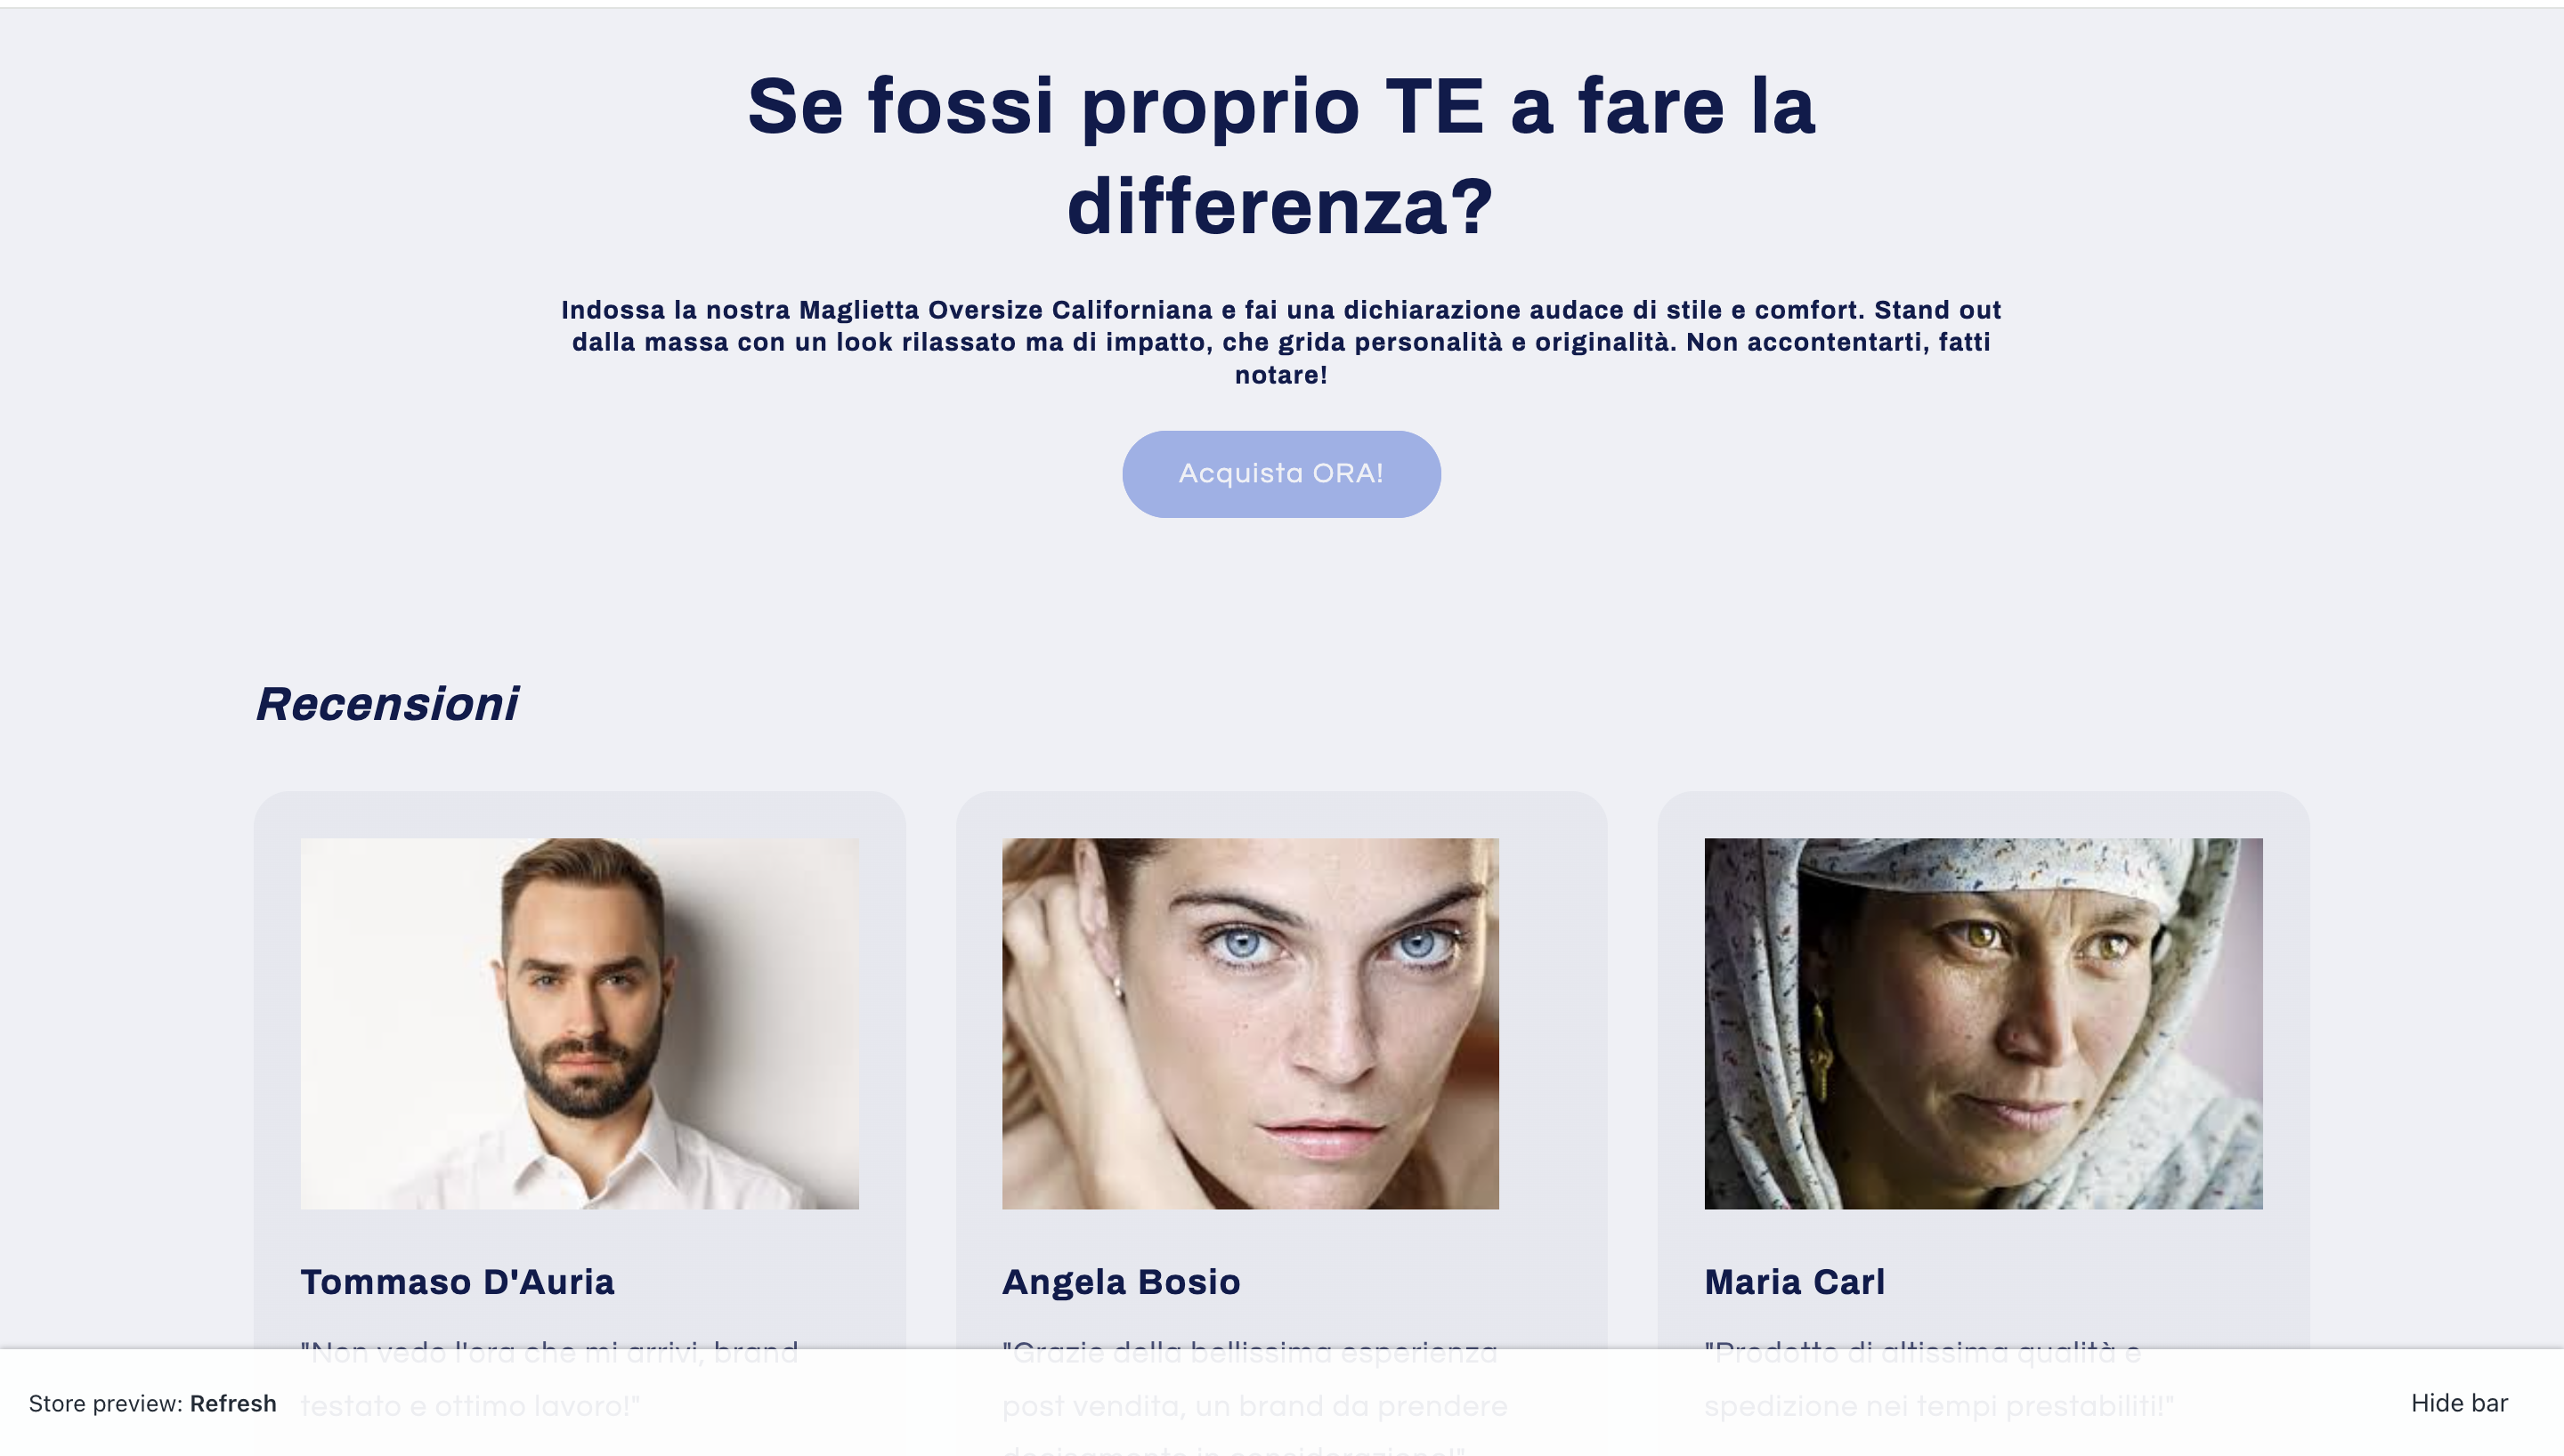 Se fossi proprio TE a fare la
differenza?
Indossa la nostra Maglietta Oversize Californiana e fai una dichiarazione audace di stile e comfort. Stand out
dalla massa con un look rilassato ma di impatto, che grida personalità e originalità. Non accontentarti, fatti
notare!
Acquista ORA!
Recensioni
Tommaso D'Auria
"Non vedo l'ora che mi arrivi, brand
testato e ottimo lavoro!"
Angela Bosio
"Grazie della bellissima esperienza
post vendita, un brand da prendere
decisamente in considerazione!"
Maria Carl
"Prodotto di altissima qualità e
spedizione nei tempi prestabiliti!"
Store preview: Refresh
Hide bar